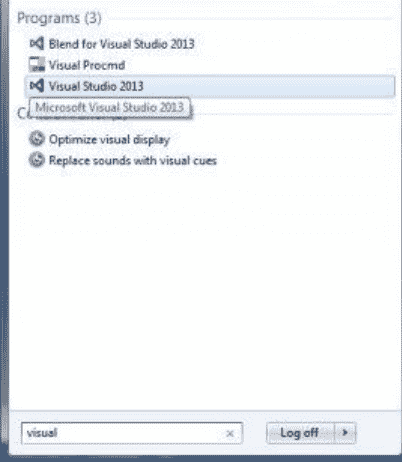 Programs (3)
Blend for Visual Studio 2013
Visual Procmd
Visual Studio 2013
Microsoft Visual Studio 2013
Optimize visual display
Replace sounds with visual cues
visual
Log off